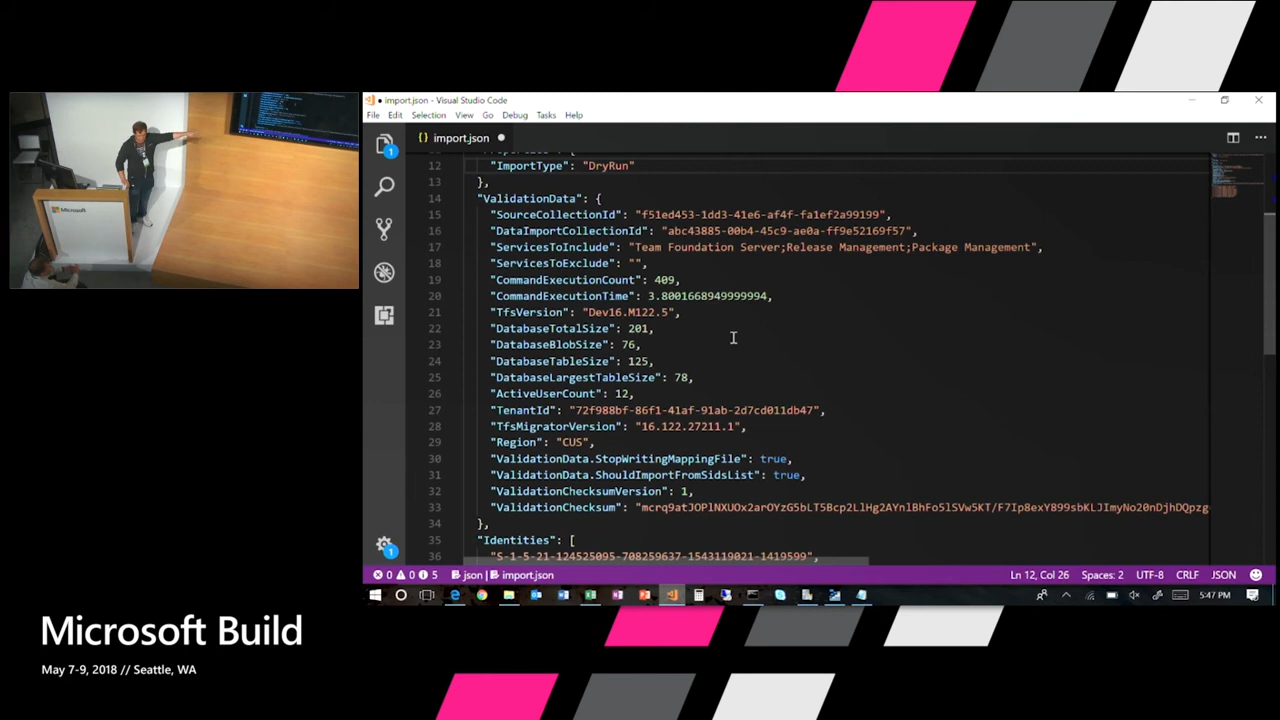 Microsoft
import.json - Visual Studio Code
File Edit Selection View Go Debug Tasks Help
{} import.json
12 "ImportType": "DryRun"
13 },
14 "ValidationData": {
15 "SourceCollectionId": "f51ed453-1dd3-41e6-af4f-fa1ef2a99199",
16 "DataImportCollectionId": "abc43885-00b4-45c9-ae0a-ff9e52169f57",
17 "ServicesToInclude": "Team Foundation Server;Release Management;Package Management",
18 "ServicesToExclude": "",
19 "CommandExecutionCount": 409,
20 "CommandExecutionTime": 3.8001668949999994,
21 "TfsVersion": "Dev16.M122.5",
22 "DatabaseTotalSize": 201,
23 "DatabaseBlobSize": 76,
24 "DatabaseTableSize": 125,
25 "DatabaseLargestTableSize": 78,
26 "ActiveUserCount": 12,
27 "TenantId": "72f988bf-86f1-41af-91ab-2d7cd011db47",
28 "TfsMigratorVersion": "16.122.27211.1",
29 "Region": "CUS",
30 "ValidationData.StopWritingMappingFile": true,
31 "ValidationData.ShouldImportFromSidsList": true,
32 "ValidationChecksumVersion": 1,
33 "ValidationChecksum": "mcrq9atJOPlNXUOx2arOYzG5bLT5Bcp2LlHg2AYnlBhFo5lSVw5KT/F7Ip8exY899sbKLJImyNo20nDjhDQpzg
34 },
35 "Identities": [
36 "S-1-5-21-124525095-708259637-1543119021-1419599",
0 0 5 json | import.json Ln 12, Col 26 Spaces: 2 UTF-8 CRLF JSON
5:47 PM
Microsoft Build
May 7-9, 2018 // Seattle, WA